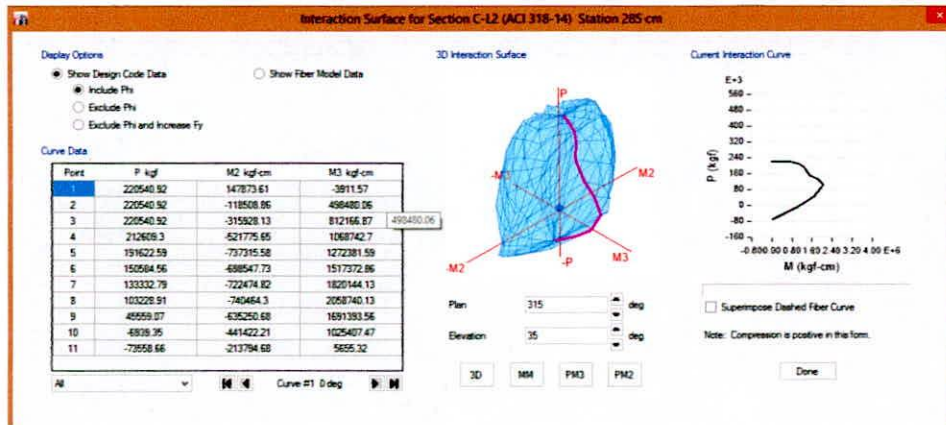 Interaction Surface for Section C-L2 (ACI 318-14) Station 285 cm
Display Options
Show Design Code Data
Show Fiber Model Data
Include Phi
Exclude Phi
Exclude Phi and Increase Fy
Curve Data
Point P kgf M2 kgf-cm M3 kgf-cm
1 220540.92 147873.61 -3911.57
2 220540.92 -118508.86 498480.06
3 220540.92 -315928.13 812166.87
498480.06
4 212609.3 -521775.65 1068742.7
5 191622.59 -737315.58 1272381.59
6 150584.56 -698547.73 1517372.86
7 133332.79 -722474.82 1820144.13
8 103228.91 -740464.3 2058740.13
9 45559.07 -635250.68 1691393.56
10 -6839.35 -441422.21 1025407.47
11 -73558.66 -213794.68 5655.32
All
Curve #1 0 deg
3D Interaction Surface
P
-M3
M2
-M2
-P
M3
Plan 315 deg
Elevation 35 deg
3D MM PM3 PM2
Current Interaction Curve
E+3
560
480
400
320
240
160
80
0
-80
-160
P (kgf)
-0.80 0.00 0.80 1.60 2.40 3.20 4.00 E+6
M (kgf-cm)
Superimpose Dashed Fiber Curve
Note: Compression is positive in this form.
Done